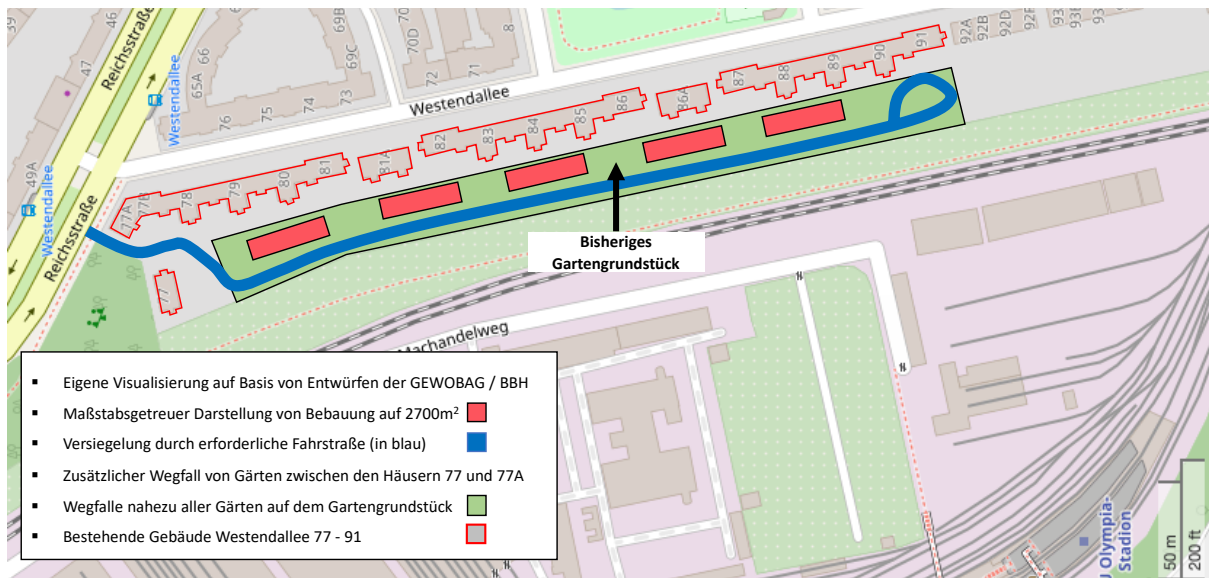 39
47
46
Reichsstraße
65A
66
69B
69C
70D
72
71
8
76
75
74
73
Westendallee
Westendallee
49A
Westendallee
Reichsstraße
77A
77B
78
79
80
81
81A
82
83
84
85
86
86A
87
88
89
90
91
92A
92B
77
Bisheriges
Gartengrundstück
Machandelweg
▪ Eigene Visualisierung auf Basis von Entwürfen der GEWOBAG / BBH
▪ Maßstabsgetreuer Darstellung von Bebauung auf 2700m²
▪ Versiegelung durch erforderliche Fahrstraße (in blau)
▪ Zusätzlicher Wegfall von Gärten zwischen den Häusern 77 und 77A
▪ Wegfalle nahezu aller Gärten auf dem Gartengrundstück
▪ Bestehende Gebäude Westendallee 77 - 91
U Olympia-
Stadion
50 m
200 ft